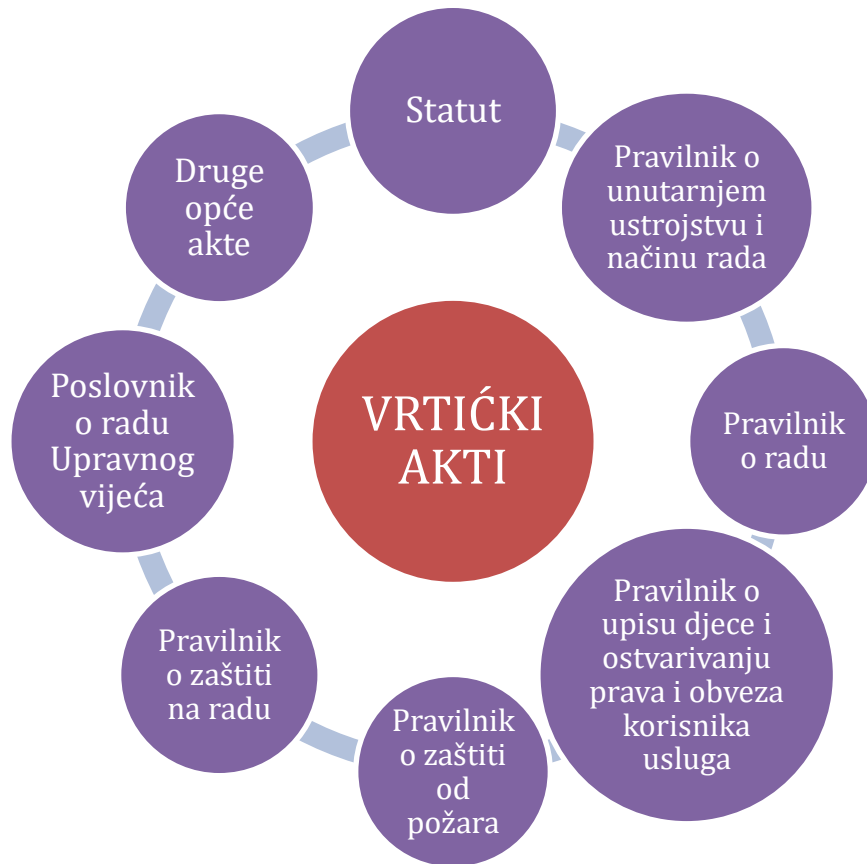 Statut
Pravilnik o
unutarnjem
ustrojstvu i
načinu rada
Pravilnik
o radu
Pravilnik o
upisu djece i
ostvarivanju
prava i obveza
korisnika
usluga
Pravilnik
o zaštiti
od
požara
Pravilnik
o zaštiti
na radu
Poslovnik
o radu
Upravnog
vijeća
Druge
opće
akte
VRTIĆKI
AKTI